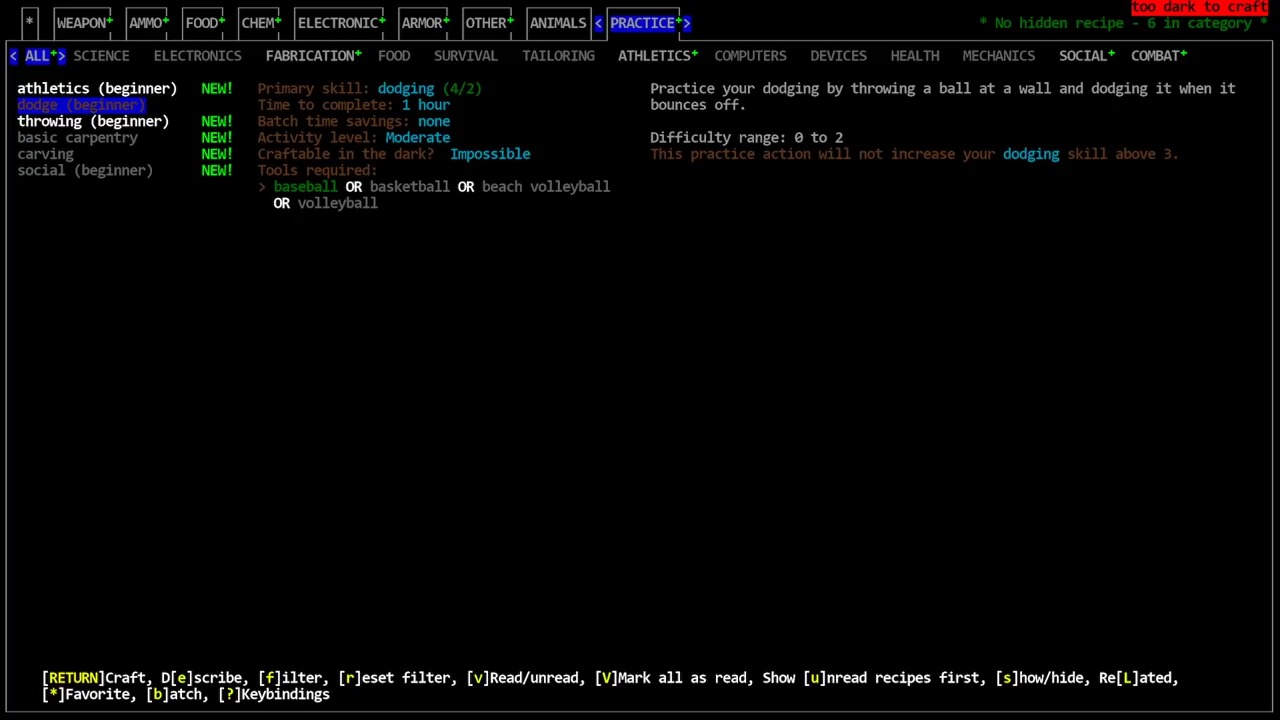 too dark to craft
* WEAPON+ AMMO+ FOOD+ CHEM+ ELECTRONIC+ ARMOR+ OTHER+ ANIMALS < PRACTICE+> * No hidden recipe - 6 in category *
< ALL+> SCIENCE ELECTRONICS FABRICATION+ FOOD SURVIVAL TAILORING ATHLETICS+ COMPUTERS DEVICES HEALTH MECHANICS SOCIAL+ COMBAT+
athletics (beginner) NEW!
dodge (beginner)
throwing (beginner) NEW!
basic carpentry NEW!
carving NEW!
social (beginner) NEW!
Primary skill: dodging (4/2)
Time to complete: 1 hour
Batch time savings: none
Activity level: Moderate
Craftable in the dark? Impossible
Tools required:
> baseball OR basketball OR beach volleyball
OR volleyball
Practice your dodging by throwing a ball at a wall and dodging it when it
bounces off.
Difficulty range: 0 to 2
This practice action will not increase your dodging skill above 3.
[RETURN]Craft, D[e]scribe, [f]ilter, [r]eset filter, [v]Read/unread, [V]Mark all as read, Show [u]nread recipes first, [s]how/hide, Re[L]ated,
[*]Favorite, [b]atch, [?]Keybindings